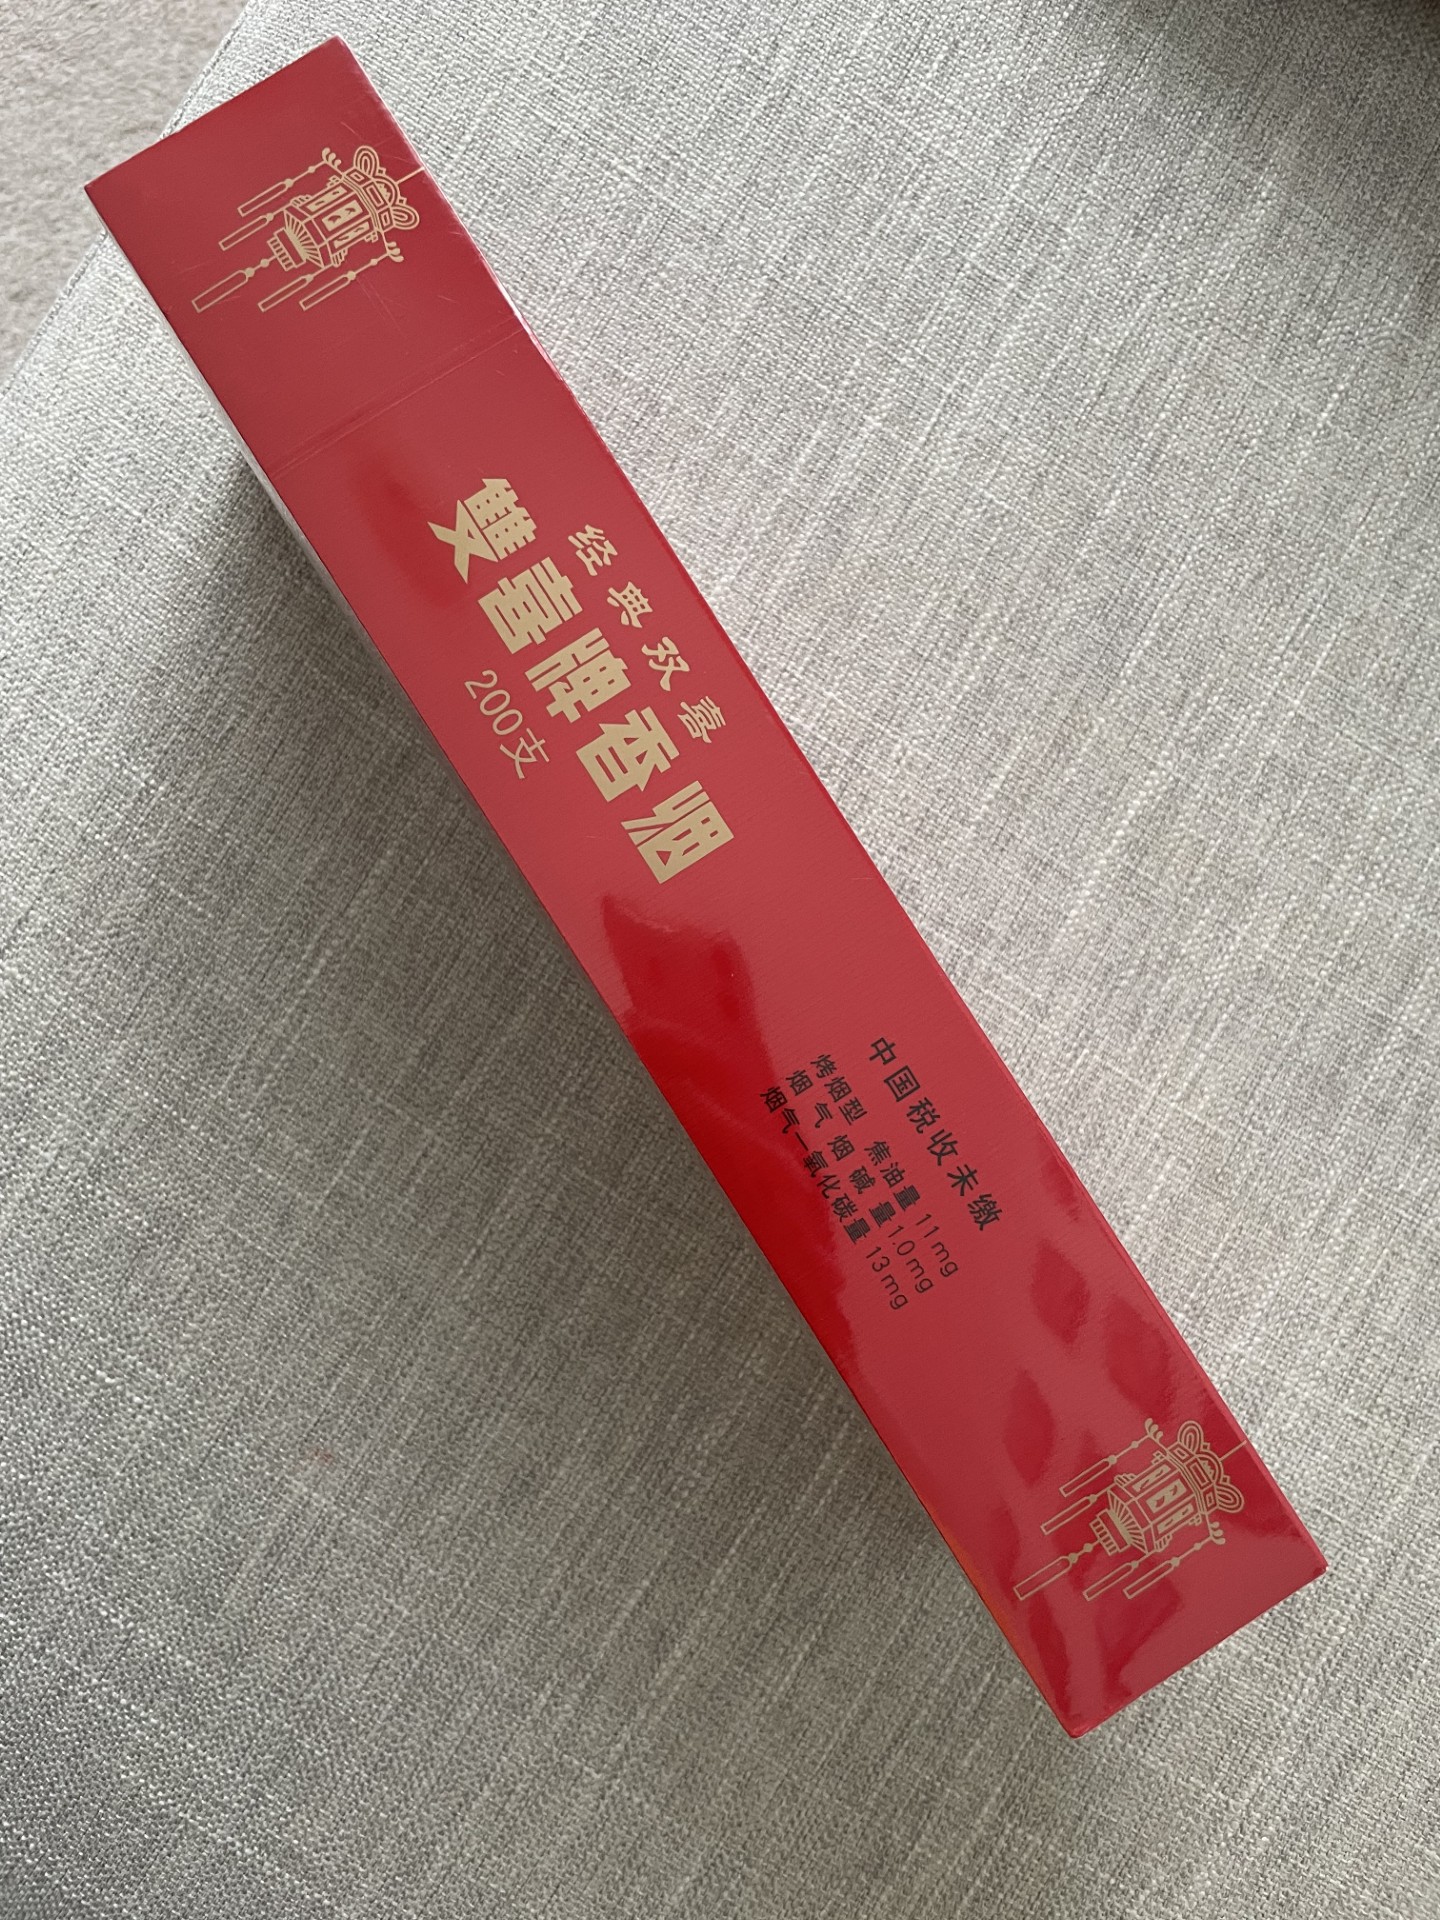 经典双喜
雙喜牌香烟
200支
中国税收未缴
烤烟型 焦油量 11mg
烟气烟碱量 1.0mg
烟气一氧化碳量 13mg